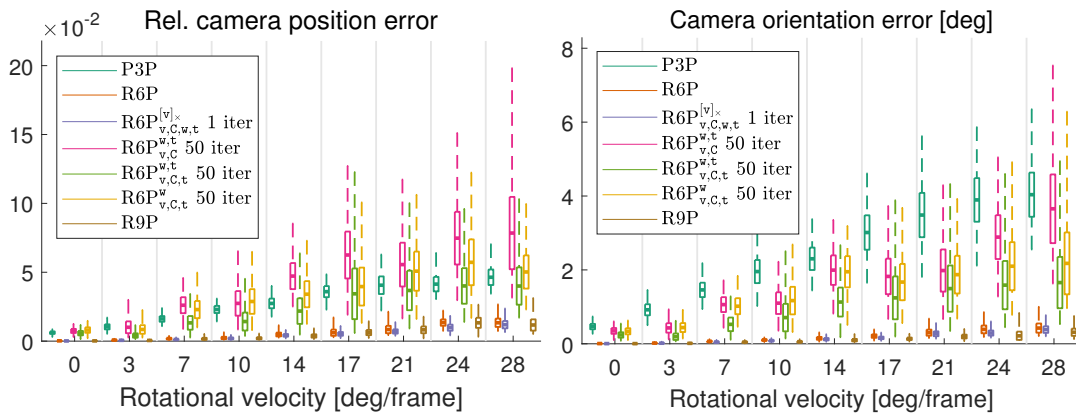 Rel. camera position error
×10⁻²
20
15
10
5
0
P3P
R6P
R6P^{[v]×}_{v,C,w,t} 1 iter
R6P^{w,t}_{v,C} 50 iter
R6P^{w,t}_{v,C,t} 50 iter
R6P^{w}_{v,C,t} 50 iter
R9P
0 3 7 10 14 17 21 24 28
Rotational velocity [deg/frame]
Camera orientation error [deg]
8
6
4
2
0
P3P
R6P
R6P^{[v]×}_{v,C,w,t} 1 iter
R6P^{w,t}_{v,C} 50 iter
R6P^{w,t}_{v,C,t} 50 iter
R6P^{w}_{v,C,t} 50 iter
R9P
0 3 7 10 14 17 21 24 28
Rotational velocity [deg/frame]